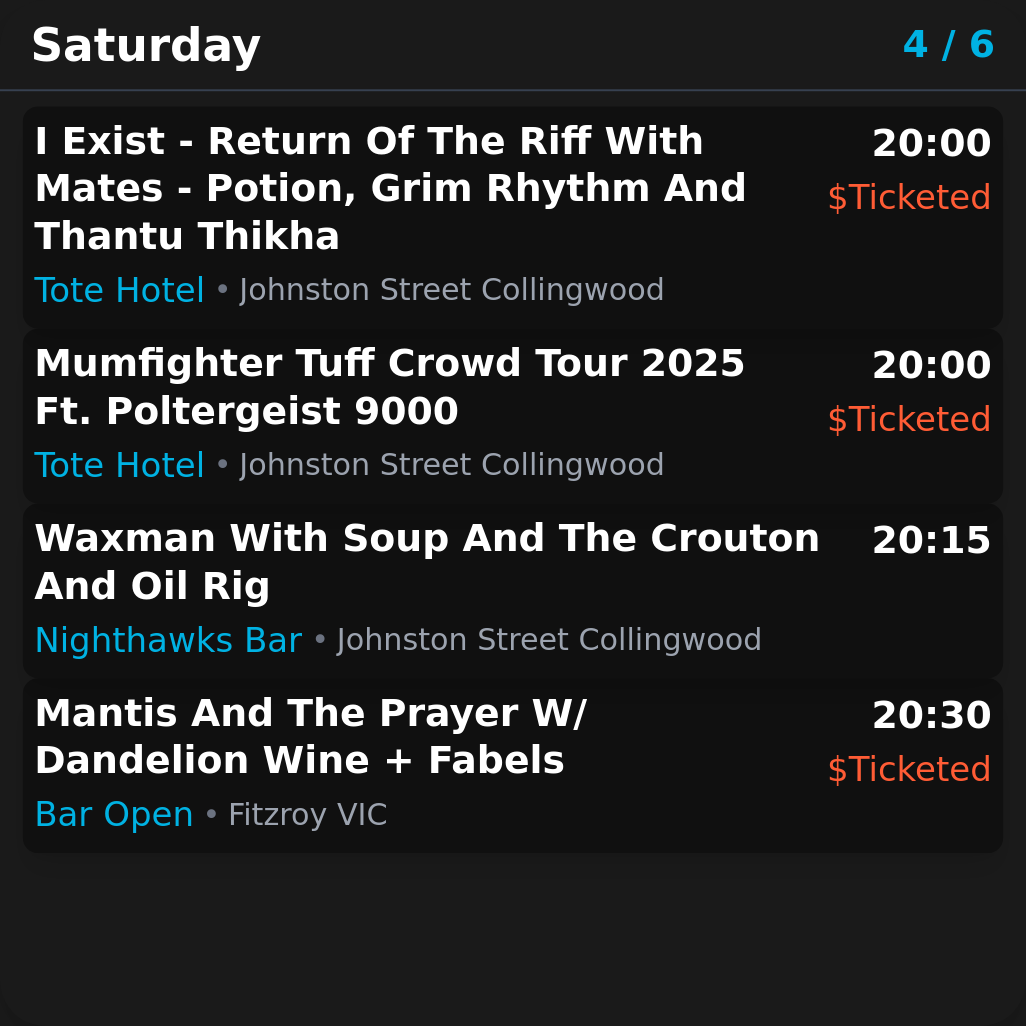 Saturday
4 / 6
I Exist - Return Of The Riff With
Mates - Potion, Grim Rhythm And
Thantu Thikha
20:00
$Ticketed
Tote Hotel • Johnston Street Collingwood
Mumfighter Tuff Crowd Tour 2025
Ft. Poltergeist 9000
20:00
$Ticketed
Tote Hotel • Johnston Street Collingwood
Waxman With Soup And The Crouton
And Oil Rig
20:15
Nighthawks Bar • Johnston Street Collingwood
Mantis And The Prayer W/
Dandelion Wine + Fabels
20:30
$Ticketed
Bar Open • Fitzroy VIC